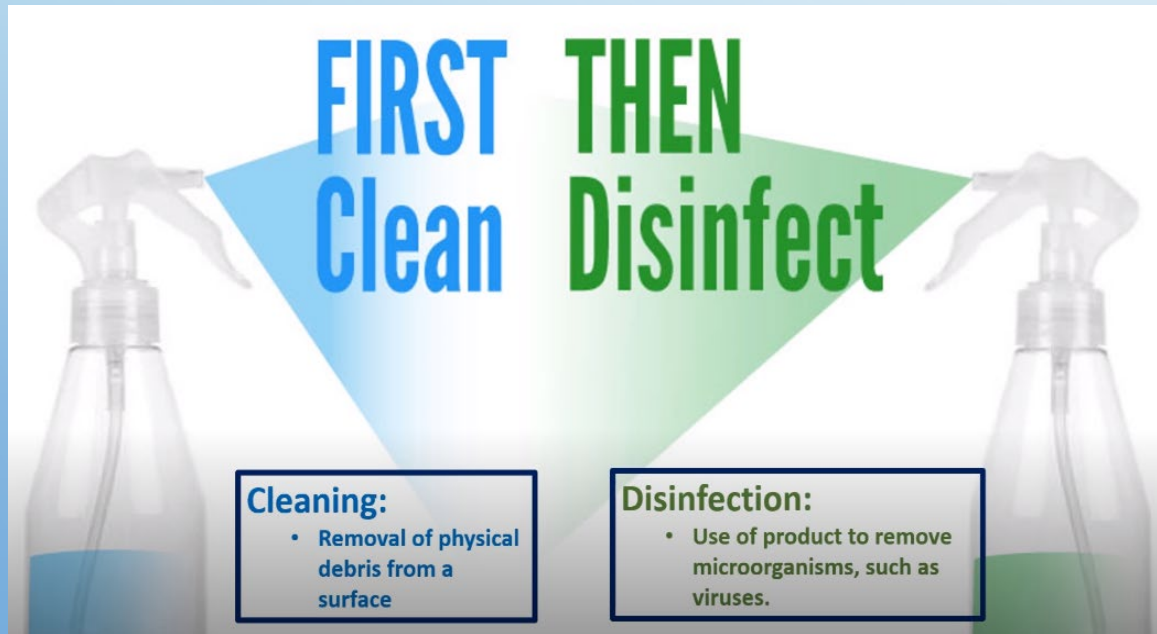 FIRST
Clean
THEN
Disinfect
Cleaning:
• Removal of physical
debris from a
surface
Disinfection:
• Use of product to remove
microorganisms, such as
viruses.